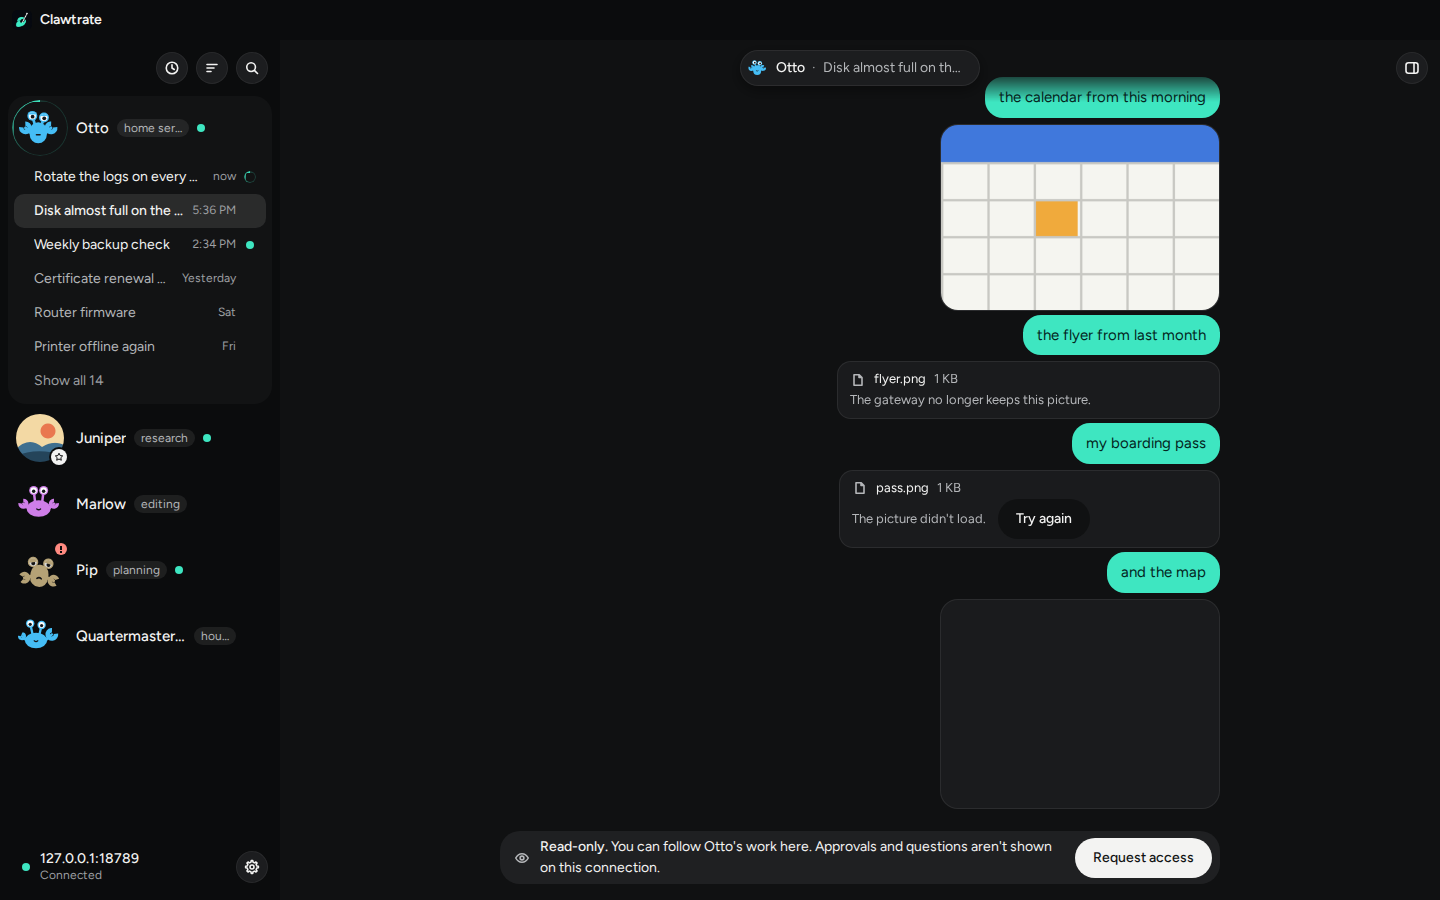 Clawtrate
Otto
home ser...
Rotate the logs on every ...
now
Disk almost full on the ...
5:36 PM
Weekly backup check
2:34 PM
Certificate renewal ...
Yesterday
Router firmware
Sat
Printer offline again
Fri
Show all 14
Juniper
research
Marlow
editing
Pip
planning
Quartermaster...
hou...
127.0.0.1:18789
Connected
Otto · Disk almost full on th...
the calendar from this morning
the flyer from last month
flyer.png 1 KB
The gateway no longer keeps this picture.
my boarding pass
pass.png 1 KB
The picture didn't load.
Try again
and the map
Read-only. You can follow Otto's work here. Approvals and questions aren't shown
on this connection.
Request access